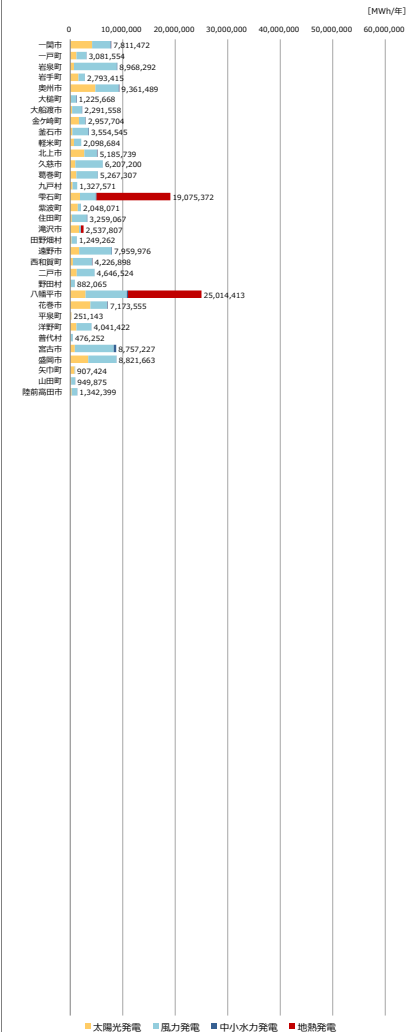 [MWh/年]
0 10,000,000 20,000,000 30,000,000 40,000,000 50,000,000 60,000,000
一関市 7,811,472
一戸町 3,081,554
岩泉町 8,968,292
岩手町 2,793,415
奥州市 9,361,489
大槌町 1,225,668
大船渡市 2,291,558
金ケ崎町 2,957,704
釜石市 3,554,545
軽米町 2,098,684
北上市 5,185,739
久慈市 6,207,200
葛巻町 5,267,307
九戸村 1,327,571
雫石町 19,075,372
紫波町 2,048,071
住田町 3,259,067
滝沢市 2,537,807
田野畑村 1,249,262
遠野市 7,959,976
西和賀町 4,226,898
二戸市 4,646,524
野田村 882,065
八幡平市 25,014,413
花巻市 7,173,555
平泉町 251,143
洋野町 4,041,422
普代村 476,252
宮古市 8,757,227
盛岡市 8,821,663
矢巾町 907,424
山田町 949,875
陸前高田市 1,342,399
太陽光発電 風力発電 中小水力発電 地熱発電